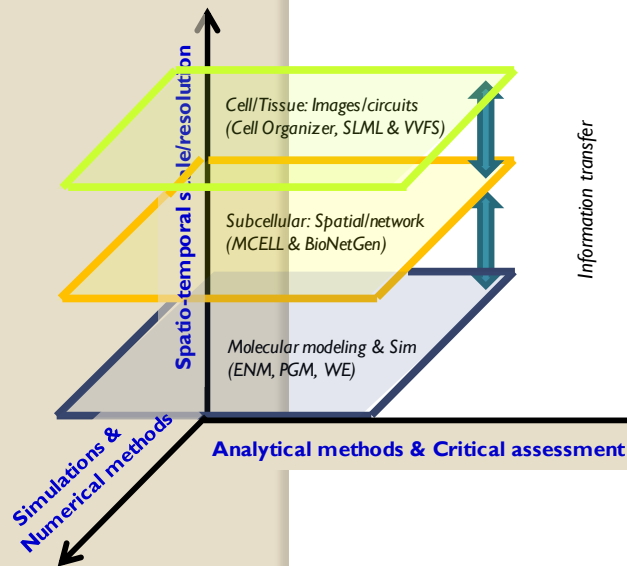 Spatio-temporal scale/resolution
Cell/Tissue: Images/circuits
(Cell Organizer, SLML & VVFS)
Information transfer
Subcellular: Spatial/network
(MCELL & BioNetGen)
Molecular modeling & Sim
(ENM, PGM, WE)
Simulations &
Numerical methods
Analytical methods & Critical assessment